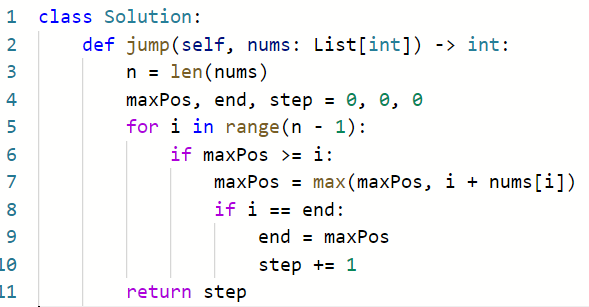 1 class Solution:
2     def jump(self, nums: List[int]) -> int:
3         n = len(nums)
4         maxPos, end, step = 0, 0, 0
5         for i in range(n - 1):
6             if maxPos >= i:
7                 maxPos = max(maxPos, i + nums[i])
8                 if i == end:
9                     end = maxPos
10                     step += 1
11         return step